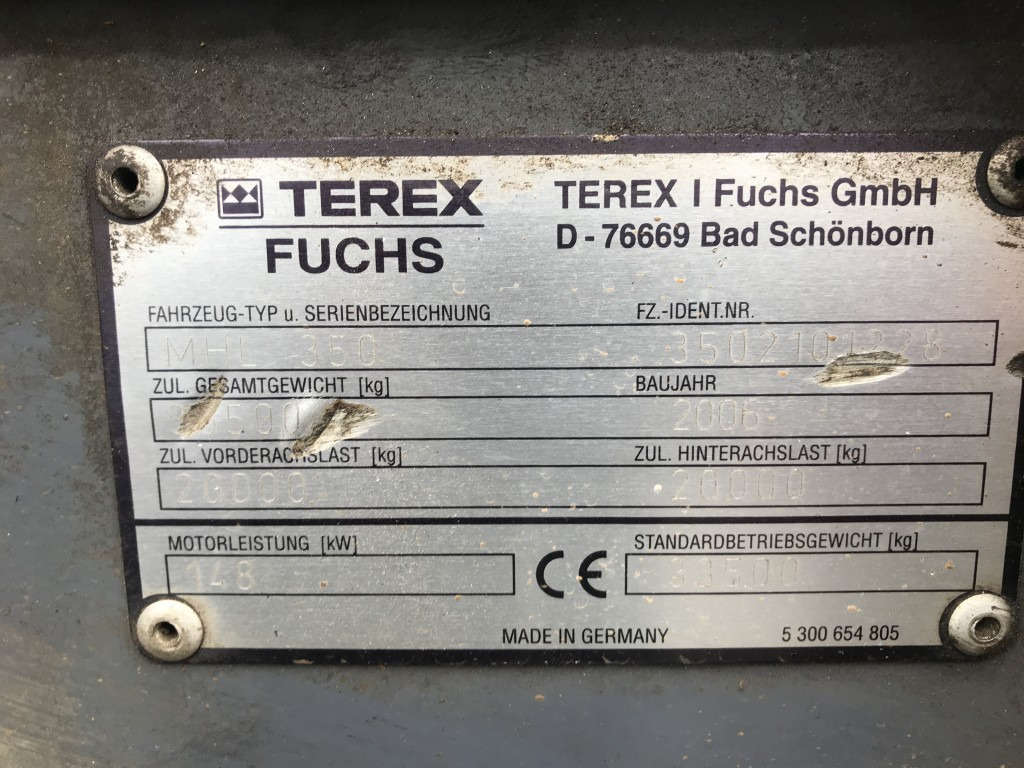 TEREX
FUCHS
TEREX I Fuchs GmbH
D - 76669 Bad Schönborn
FAHRZEUG-TYP u. SERIENBEZEICHNUNG
MHL 350
FZ.-IDENT.NR.
ZUL. GESAMTGEWICHT [kg]
BAUJAHR
2006
ZUL. VORDERACHSLAST [kg]
20000
ZUL. HINTERACHSLAST [kg]
20000
MOTORLEISTUNG [kW]
148
CE
STANDARDBETRIEBSGEWICHT [kg]
33500
MADE IN GERMANY
5 300 654 805